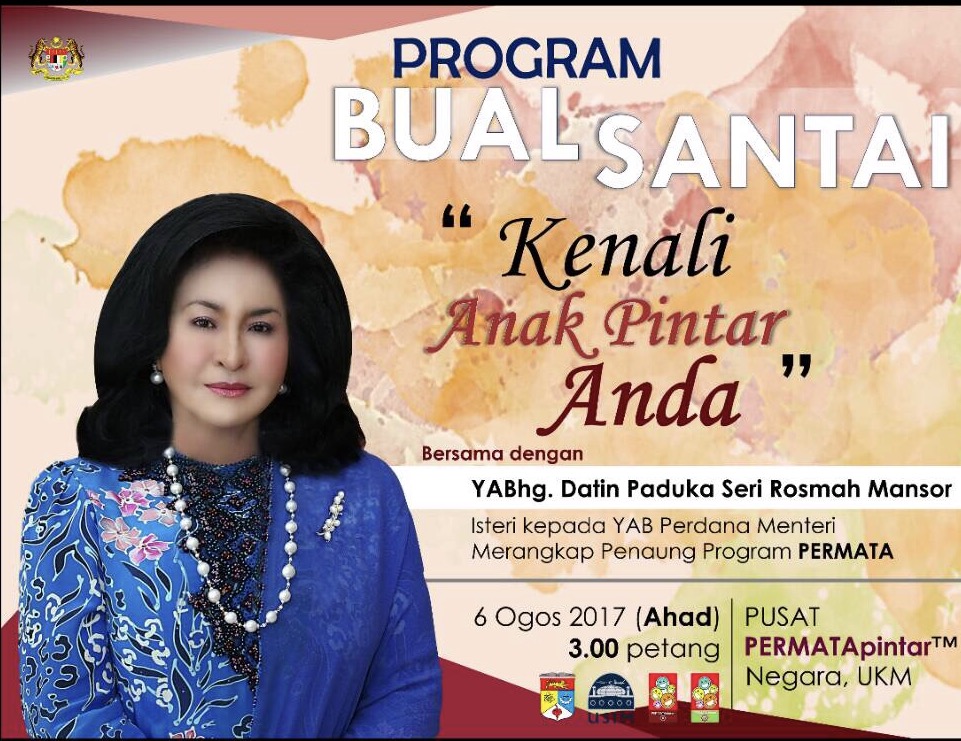 PROGRAM
BUAL SANTAI
“ Kenali
Anak Pintar
Anda ”
Bersama dengan
YABhg. Datin Paduka Seri Rosmah Mansor
Isteri kepada YAB Perdana Menteri
Merangkap Penaung Program PERMATA
6 Ogos 2017 (Ahad)
3.00 petang
PUSAT
PERMATApintar™
Negara, UKM